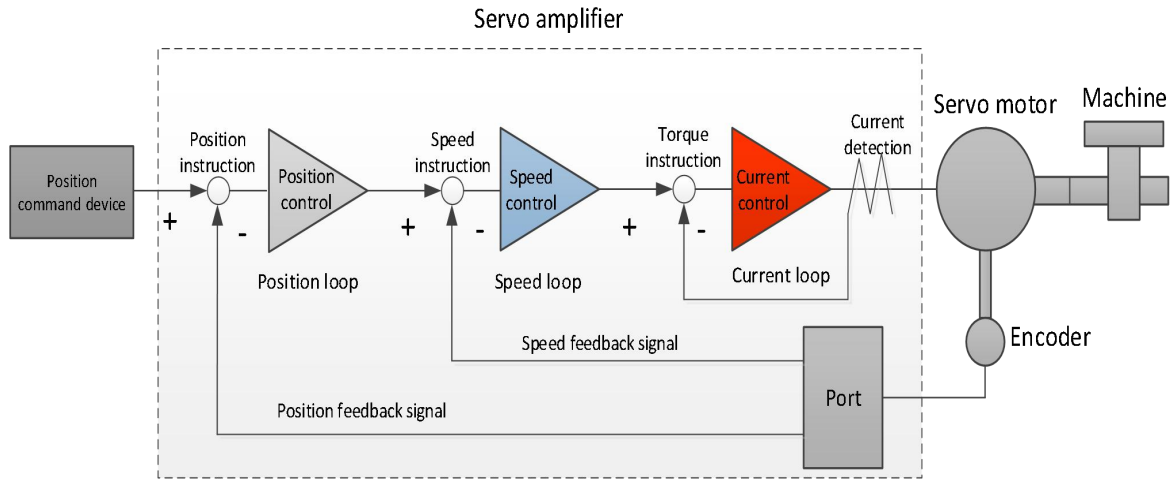 Servo amplifier
Position
command device
Position
instruction
Position
control
Speed
instruction
Speed
control
Torque
instruction
Current
control
Current
detection
Servo motor
Machine
+
-
+
-
+
-
Position loop
Speed loop
Current loop
Speed feedback signal
Position feedback signal
Port
Encoder